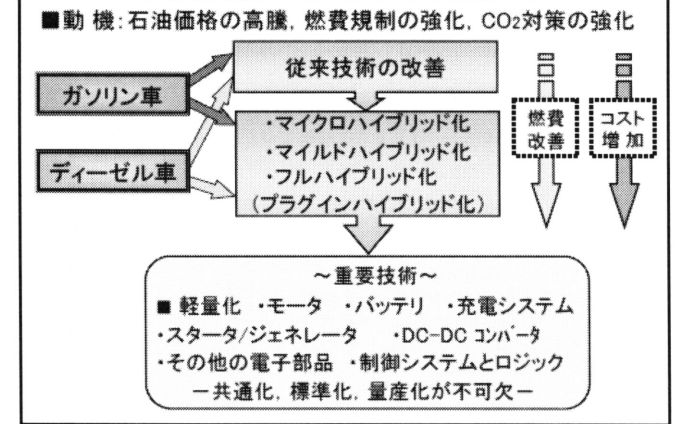 ■動 機:石油価格の高騰, 燃費規制の強化, CO₂対策の強化
従来技術の改善
ガソリン車
ディーゼル車
・マイクロハイブリッド化
・マイルドハイブリッド化
・フルハイブリッド化
(プラグインハイブリッド化)
燃費
改善
コスト
増加
～重要技術～
■ 軽量化 ・モータ ・バッテリ ・充電システム
・スタータ/ジェネレータ ・DC-DC コンバータ
・その他の電子部品 ・制御システムとロジック
－共通化, 標準化, 量産化が不可欠－